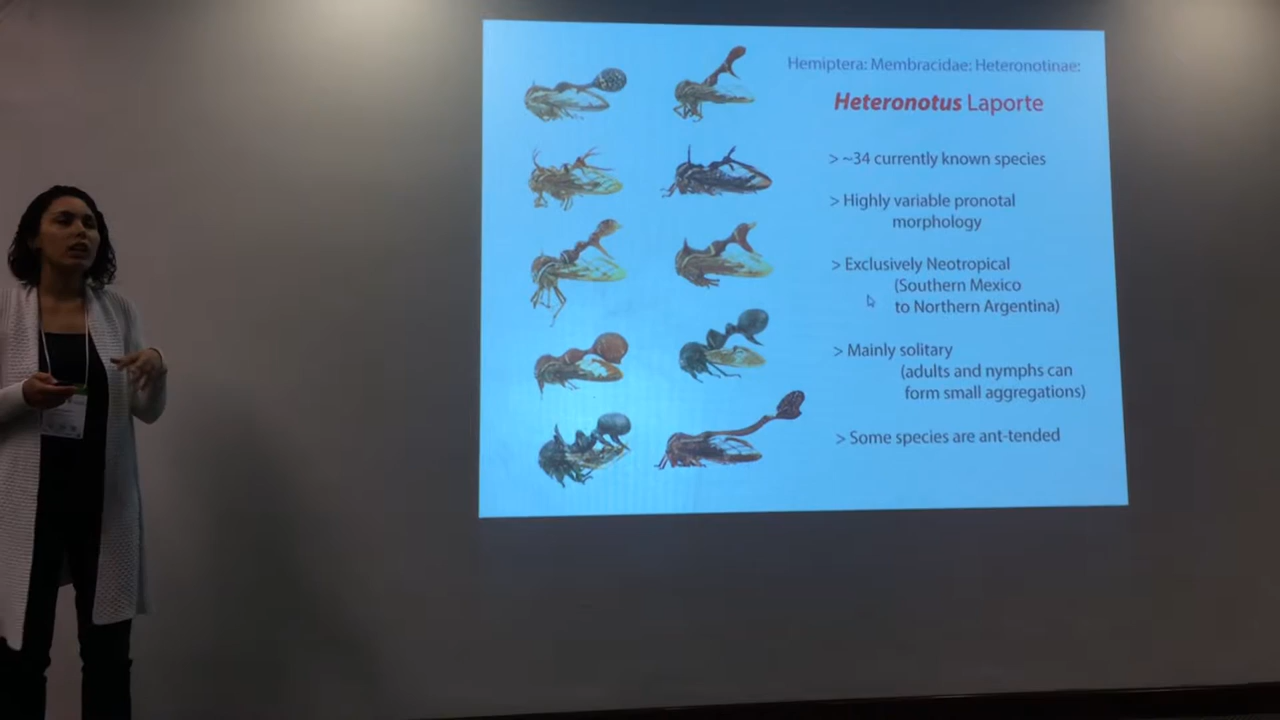 Hemiptera: Membracidae: Heteronotinae:
Heteronotus Laporte
> ~34 currently known species
> Highly variable pronotal
morphology
> Exclusively Neotropical
(Southern Mexico
to Northern Argentina)
> Mainly solitary
(adults and nymphs can
form small aggregations)
> Some species are ant-tended